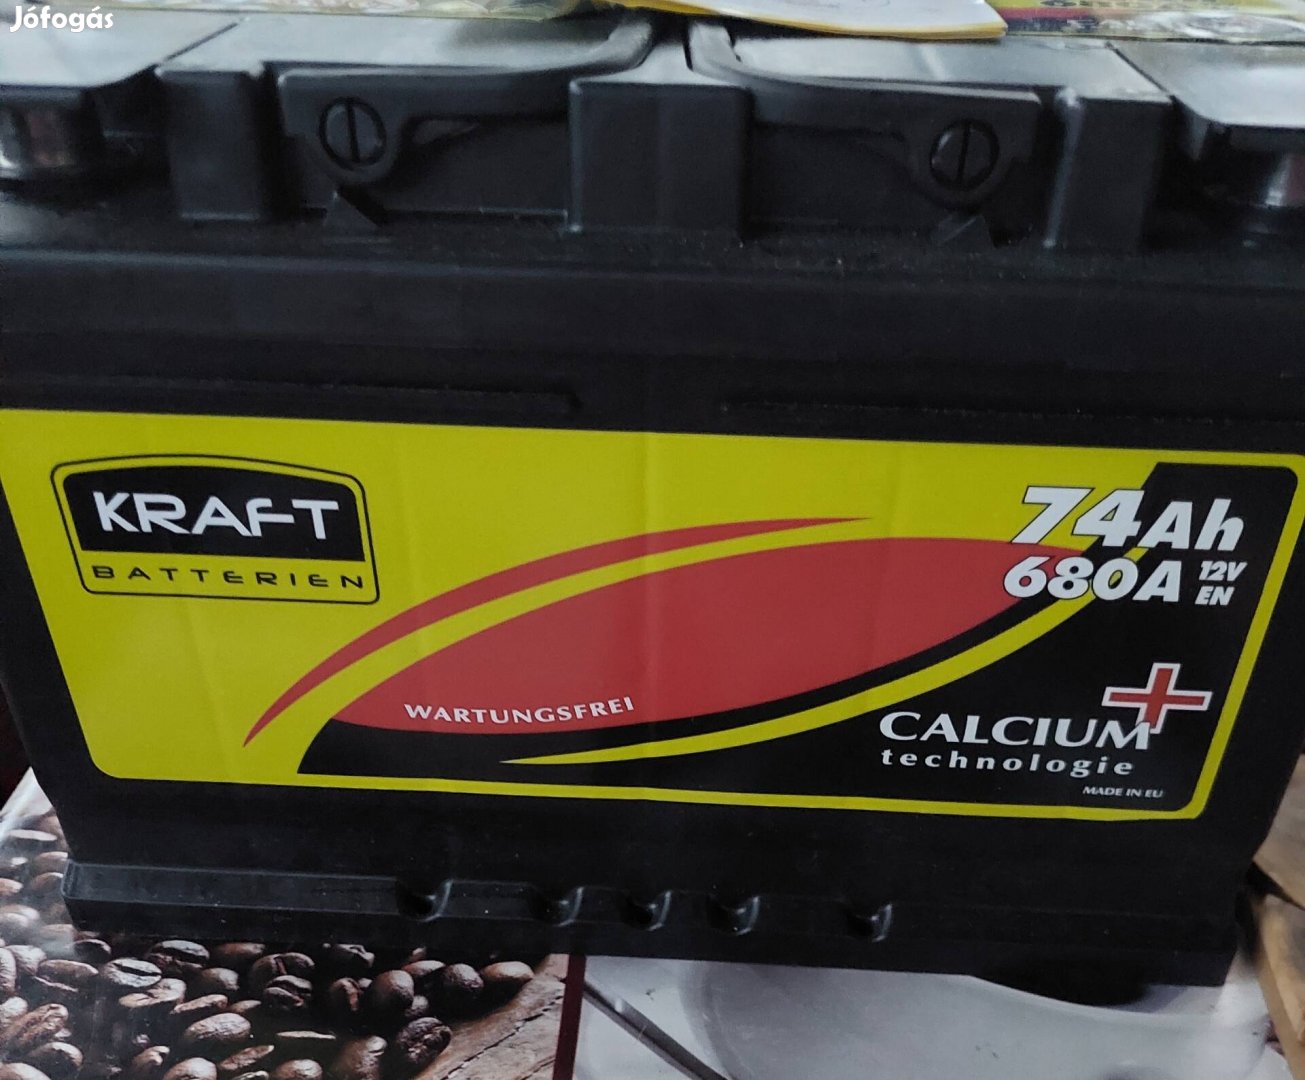 Jófogás
KRAFT
BATTERIEN
74Ah
680A 12V EN
WARTUNGSFREI
CALCIUM+
technologie
MADE IN EU